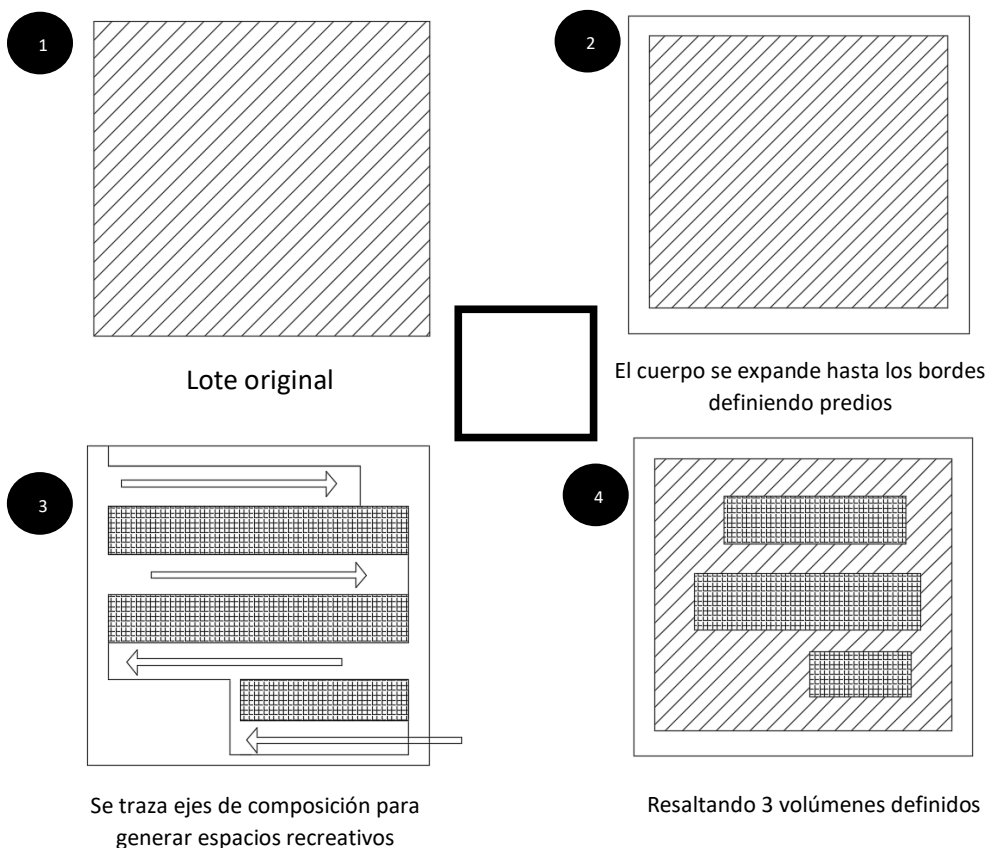 1
Lote original
2
El cuerpo se expande hasta los bordes
definiendo predios
3
Se traza ejes de composición para
generar espacios recreativos
4
Resaltando 3 volúmenes definidos